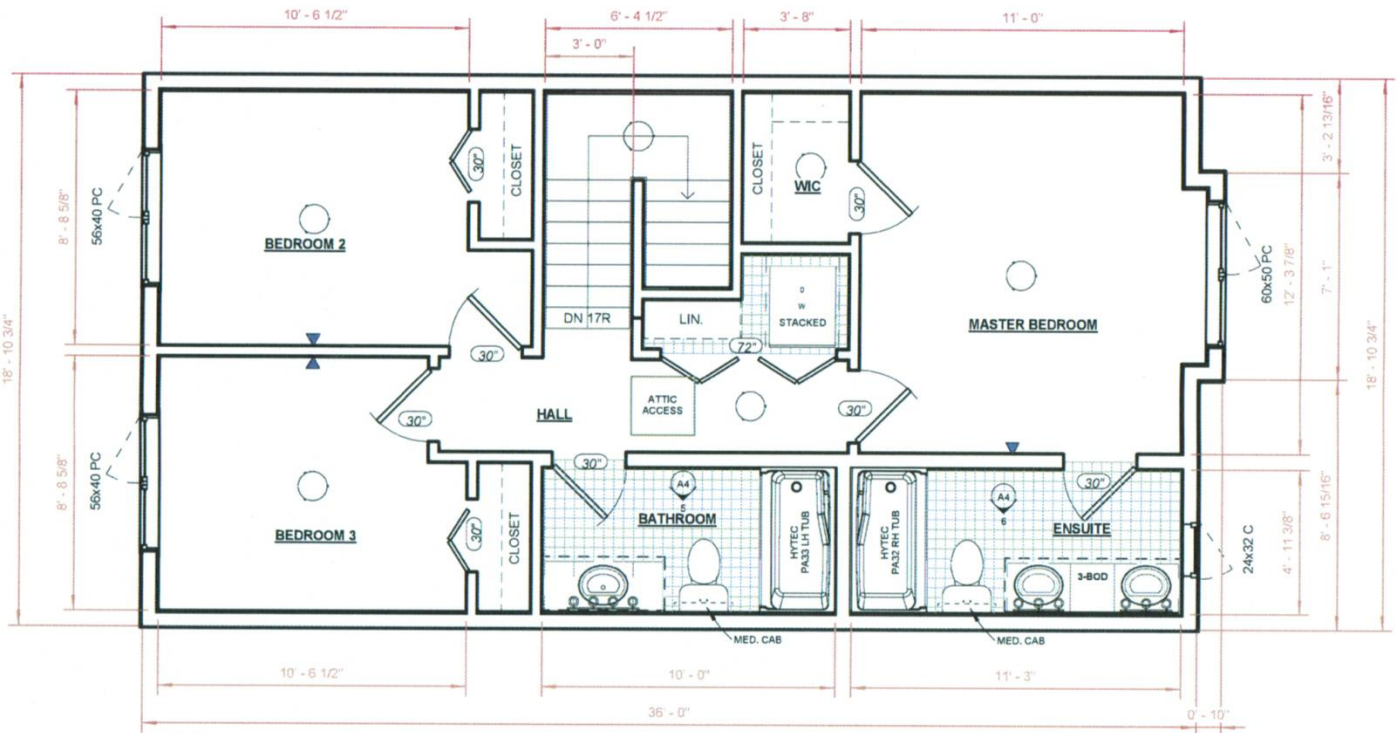 10' - 6 1/2"
6' - 4 1/2"
3' - 8"
11' - 0"
3' - 0"
18' - 10 3/4"
8' - 8 5/8"
56x40 PC
BEDROOM 2
30"
CLOSET
DN 17R
CLOSET
WIC
30"
D
W
STACKED
LIN.
72"
MASTER BEDROOM
60x50 PC
3' - 2 13/16"
12' - 3 7/8"
7' - 1"
18' - 10 3/4"
30"
30"
HALL
ATTIC
ACCESS
30"
8' - 8 5/8"
56x40 PC
BEDROOM 3
30"
CLOSET
30"
A4
5
BATHROOM
HYTEC
PA33 LH TUB
HYTEC
PA32 RH TUB
A4
6
30"
ENSUITE
3-BOD
24x32 C
4' - 11 3/8"
8' - 6 15/16"
MED. CAB
MED. CAB
10' - 6 1/2"
10' - 0"
11' - 3"
36' - 0"
0' - 10"